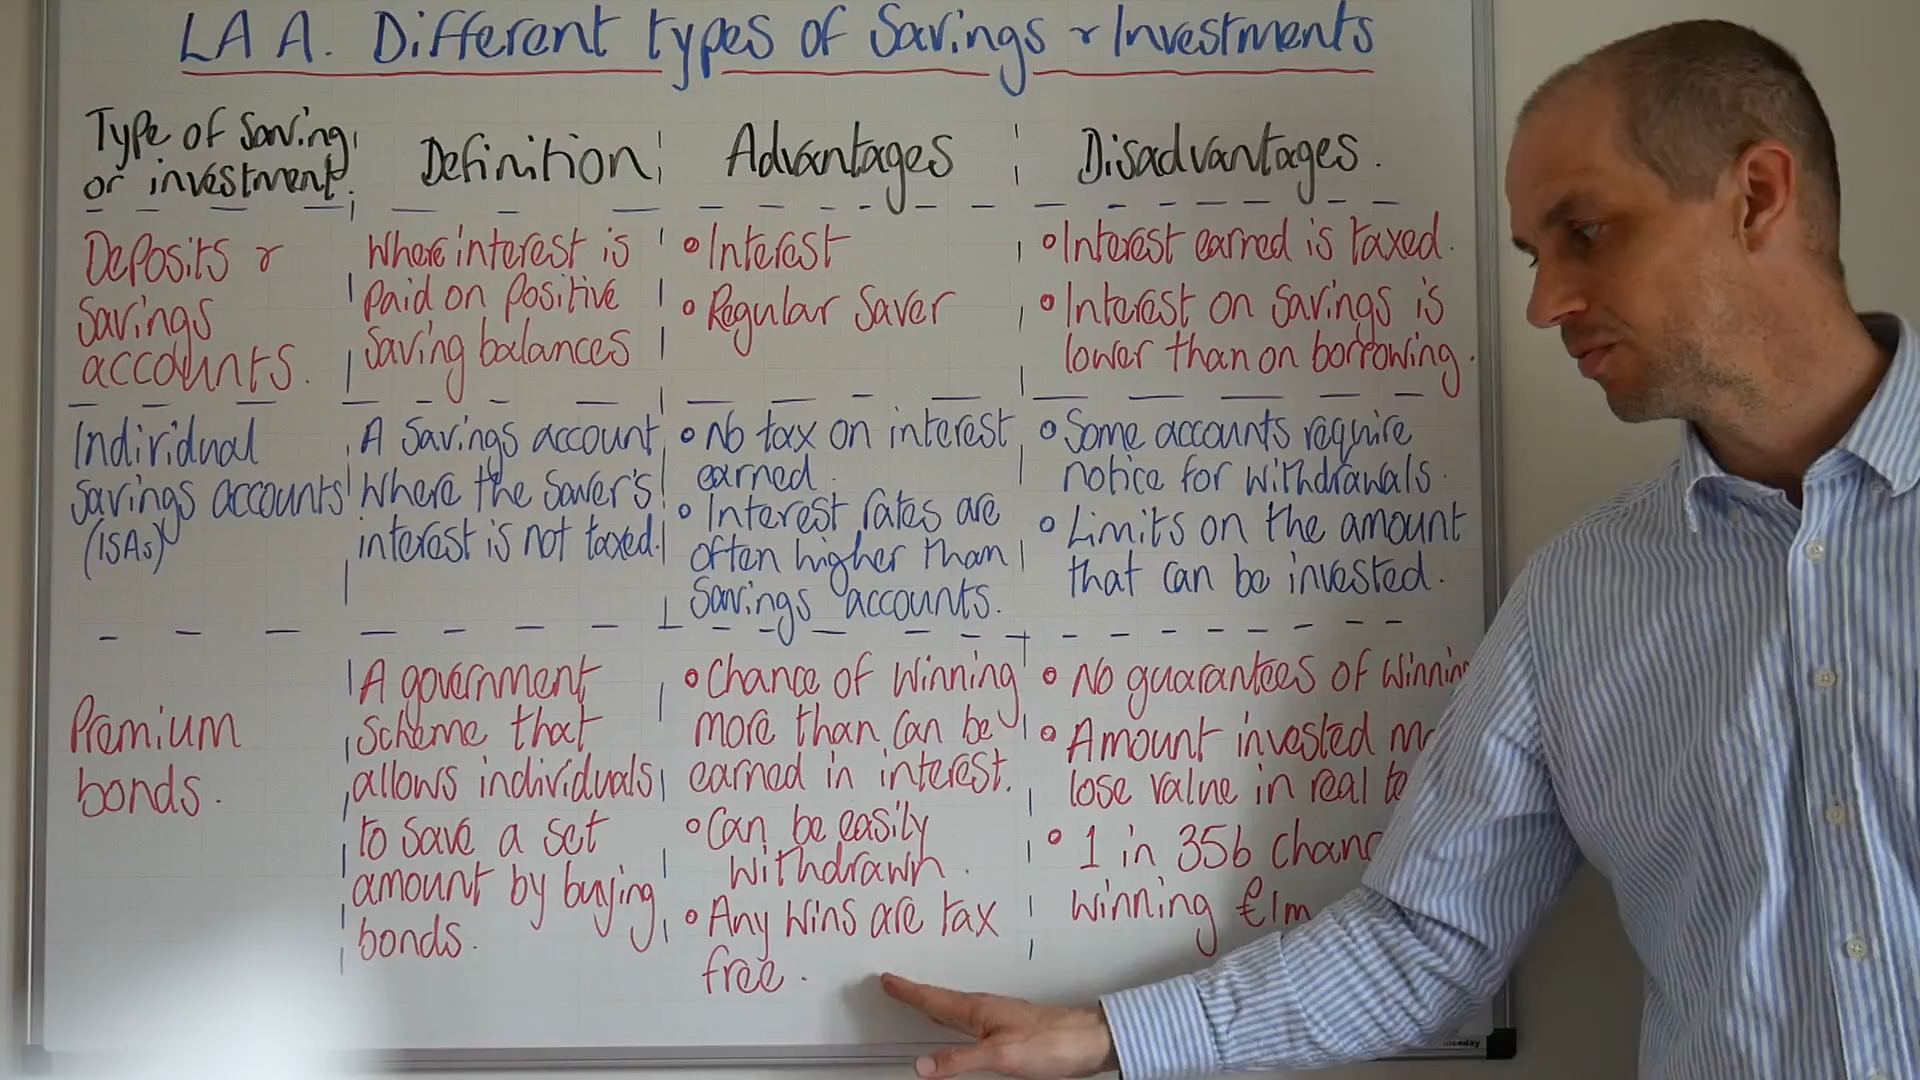 LA A. Different types of Savings & Investments
Type of saving
or investment.
Definition
Advantages
Disadvantages.
Deposits &
Savings
accounts.
Where interest is
paid on positive
saving balances
Interest
Regular Saver
Interest earned is taxed.
Interest on savings is
lower than on borrowing.
Individual
Savings accounts
(ISAs)
A Savings account
where the saver's
interest is not taxed.
No tax on interest
earned.
Interest rates are
often higher than
savings accounts.
Some accounts require
notice for withdrawals.
Limits on the amount
that can be invested.
Premium
bonds.
A government
scheme that
allows individuals
to save a set
amount by buying
bonds.
Chance of winning
more than can be
earned in interest.
Can be easily
withdrawn.
Any wins are tax
free.
No guarantees of
Amount invested
lose value in real
1 in 35b
winning £1m